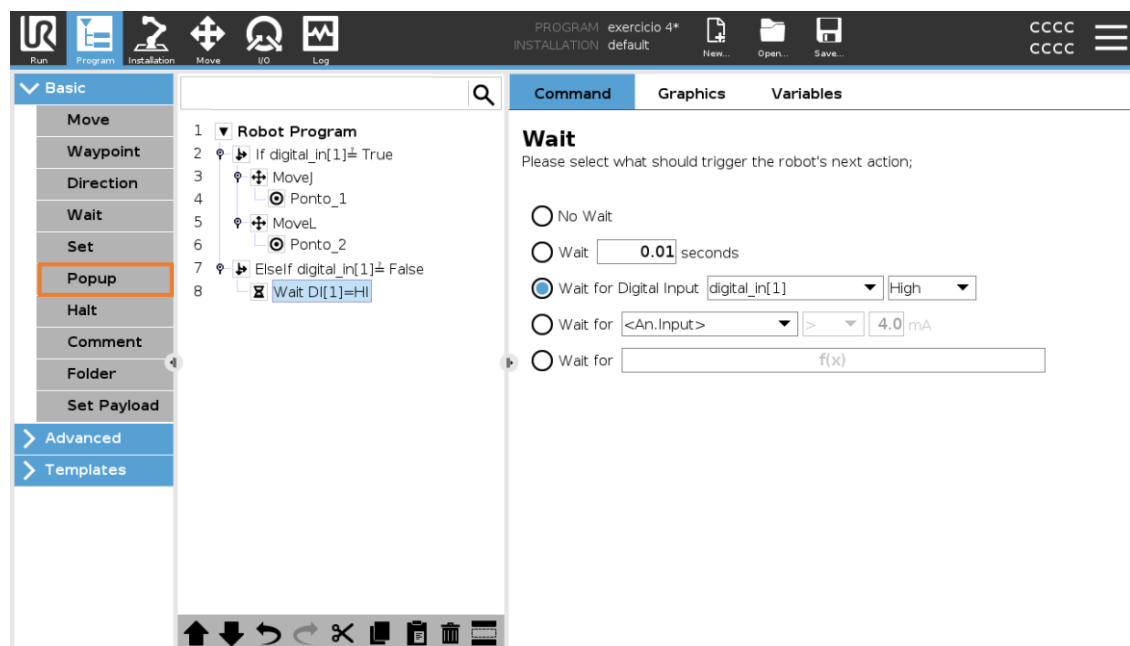 UR
Run
Program
Installation
Move
I/O
Log
PROGRAM exercicio 4*
INSTALLATION default
New...
Open...
Save...
CCCC
CCCC
Basic
Move
Waypoint
Direction
Wait
Set
Popup
Halt
Comment
Folder
Set Payload
Advanced
Templates
1 Robot Program
2 If digital_in[1]≟ True
3 MoveJ
4 Ponto_1
5 MoveL
6 Ponto_2
7 ElseIf digital_in[1]≟ False
8 Wait DI[1]=HI
Command Graphics Variables
Wait
Please select what should trigger the robot's next action;
No Wait
Wait 0.01 seconds
Wait for Digital Input digital_in[1] High
Wait for <An.Input> > 4.0 mA
Wait for f(x)